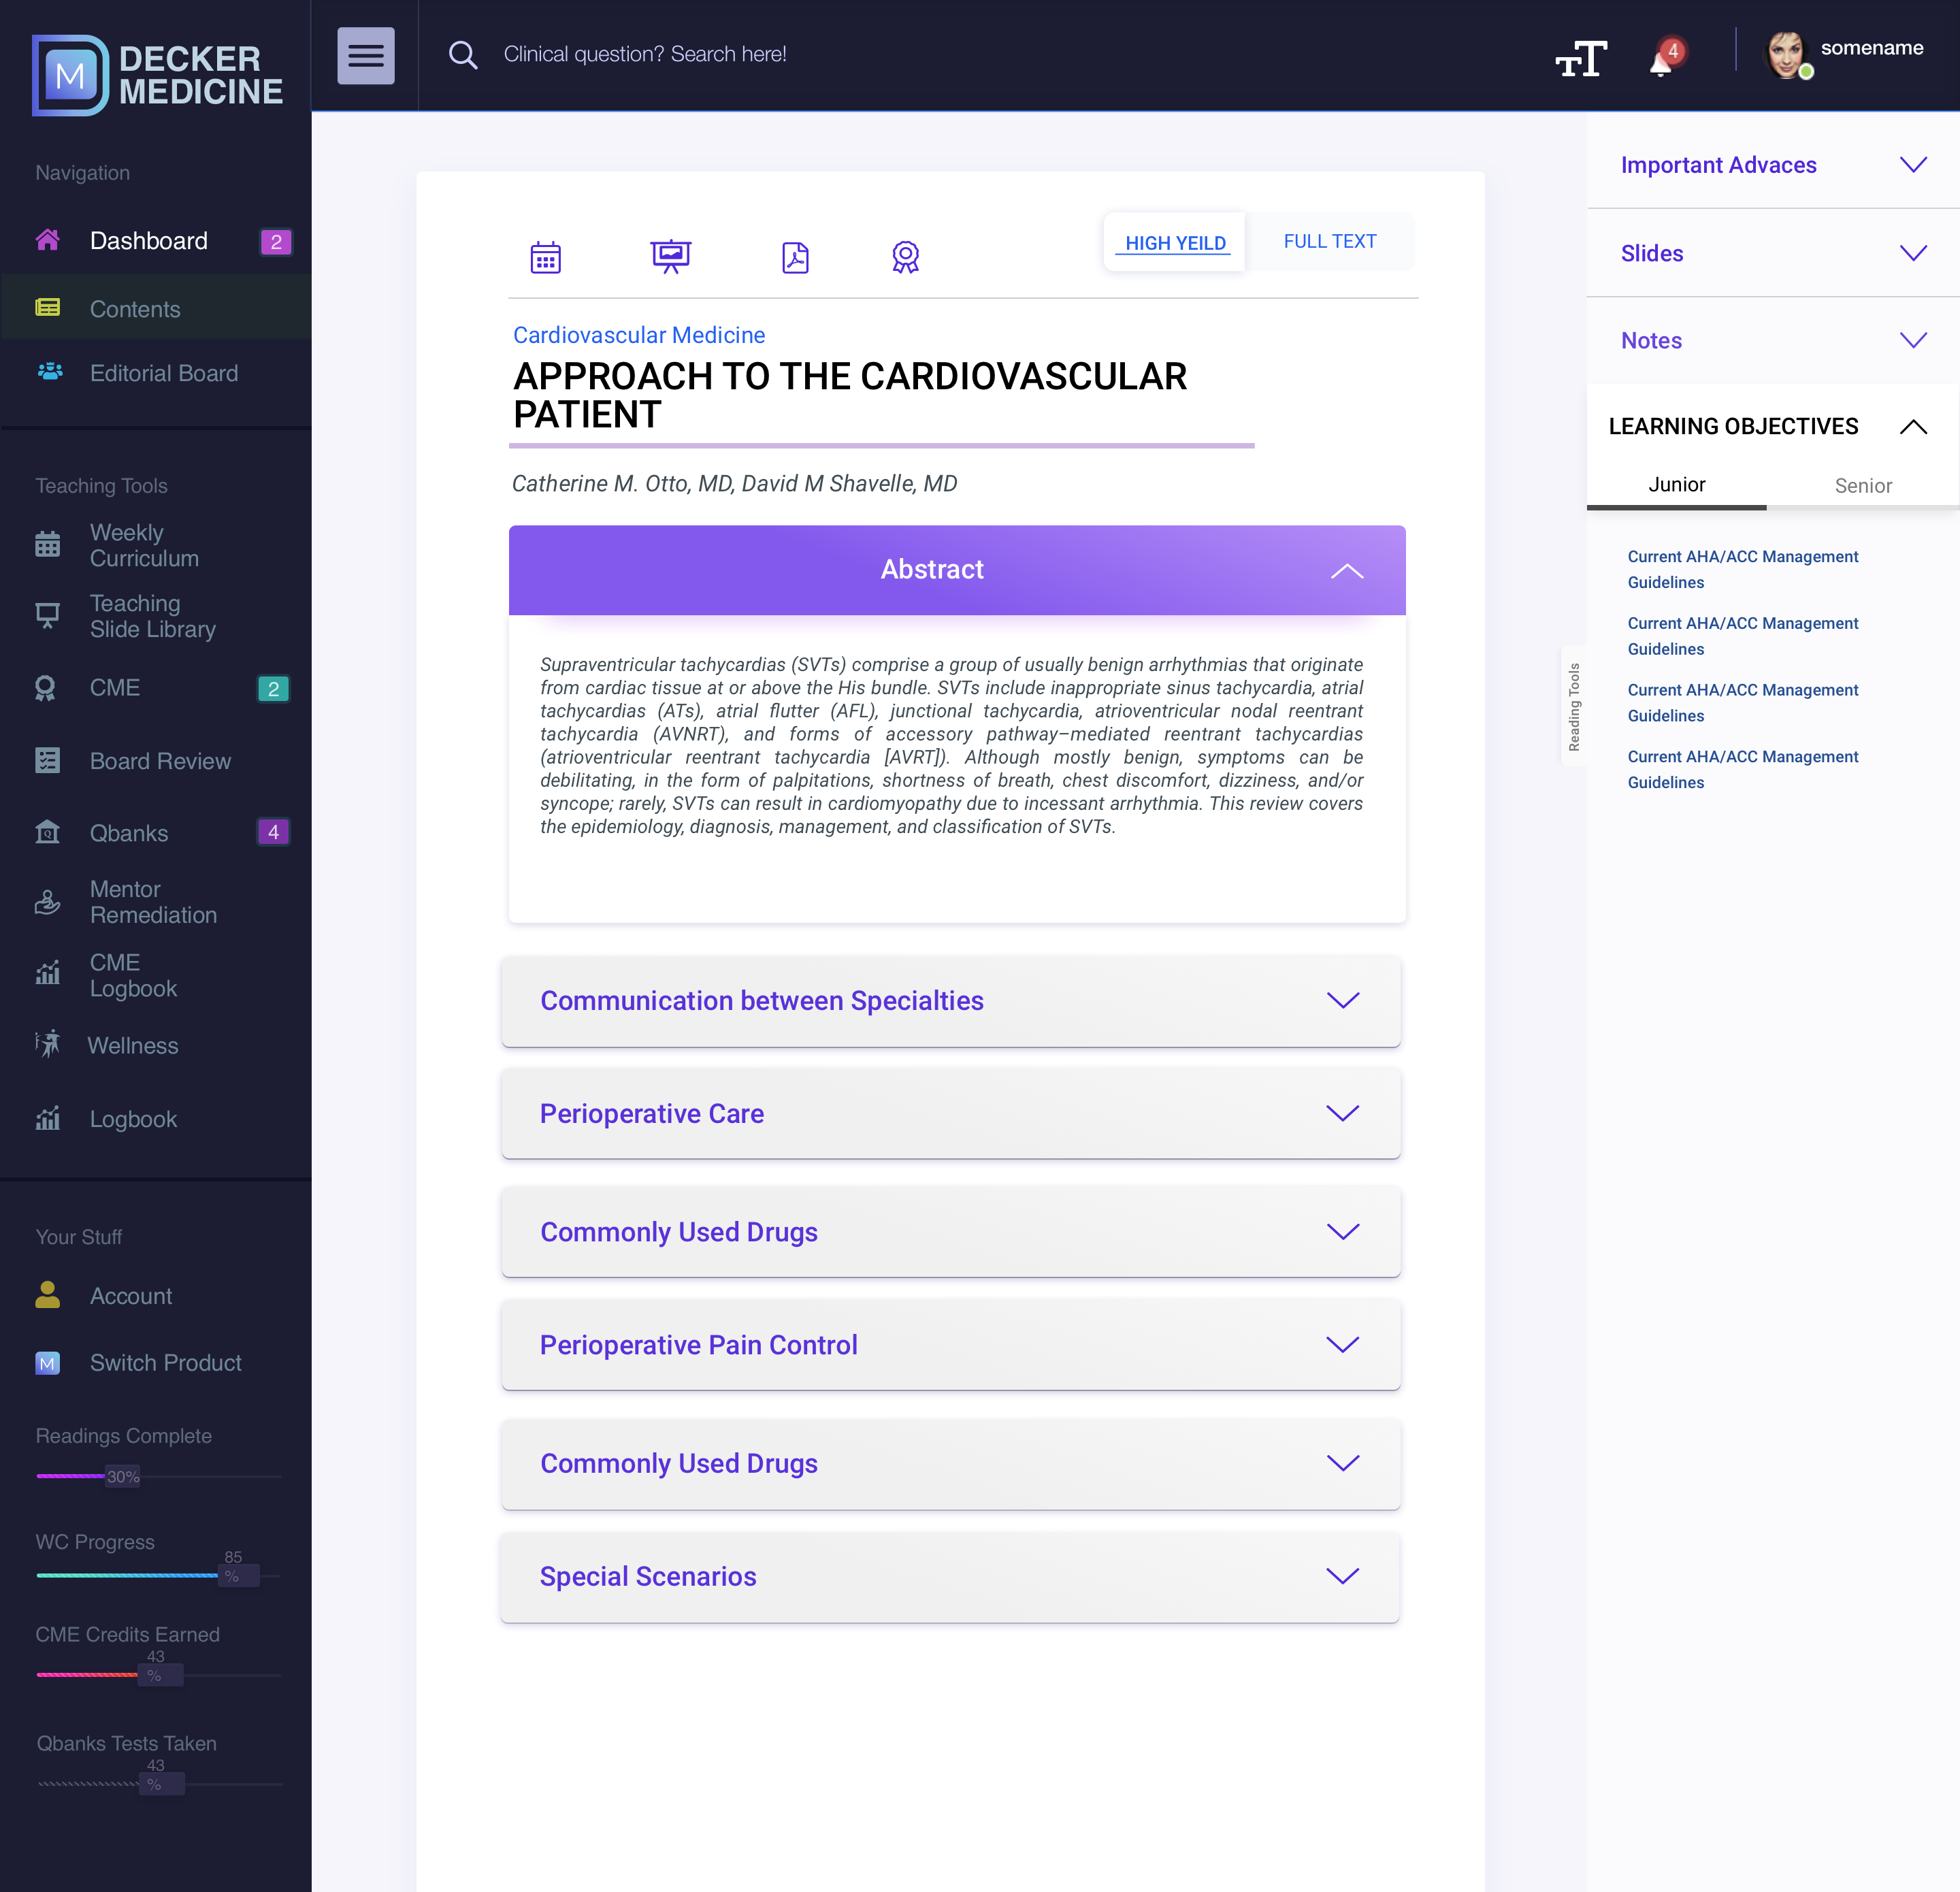 M
DECKER
MEDICINE
Clinical question? Search here!
TT
4
somename
Navigation
Dashboard
2
Contents
Editorial Board
Teaching Tools
Weekly
Curriculum
Teaching
Slide Library
CME
2
Board Review
Q
Qbanks
4
Mentor
Remediation
CME
Logbook
Wellness
Logbook
Your Stuff
Account
M
Switch Product
Readings Complete
30%
WC Progress
85
%
CME Credits Earned
43
%
Qbanks Tests Taken
43
%
HIGH YEILD
FULL TEXT
Cardiovascular Medicine
APPROACH TO THE CARDIOVASCULAR
PATIENT
Catherine M. Otto, MD, David M Shavelle, MD
Abstract
Supraventricular tachycardias (SVTs) comprise a group of usually benign arrhythmias that originate
from cardiac tissue at or above the His bundle. SVTs include inappropriate sinus tachycardia, atrial
tachycardias (ATs), atrial flutter (AFL), junctional tachycardia, atrioventricular nodal reentrant
tachycardia (AVNRT), and forms of accessory pathway–mediated reentrant tachycardias
(atrioventricular reentrant tachycardia [AVRT]). Although mostly benign, symptoms can be
debilitating, in the form of palpitations, shortness of breath, chest discomfort, dizziness, and/or
syncope; rarely, SVTs can result in cardiomyopathy due to incessant arrhythmia. This review covers
the epidemiology, diagnosis, management, and classification of SVTs.
Communication between Specialties
Perioperative Care
Commonly Used Drugs
Perioperative Pain Control
Commonly Used Drugs
Special Scenarios
Reading Tools
Important Advaces
Slides
Notes
LEARNING OBJECTIVES
Junior
Senior
Current AHA/ACC Management
Guidelines
Current AHA/ACC Management
Guidelines
Current AHA/ACC Management
Guidelines
Current AHA/ACC Management
Guidelines